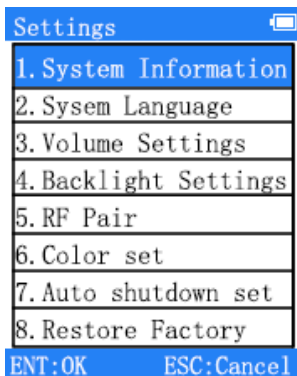 Settings
1.System Information
2.Sysem Language
3.Volume Settings
4.Backlight Settings
5.RF Pair
6.Color set
7.Auto shutdown set
8.Restore Factory
ENT:OK ESC:Cancel